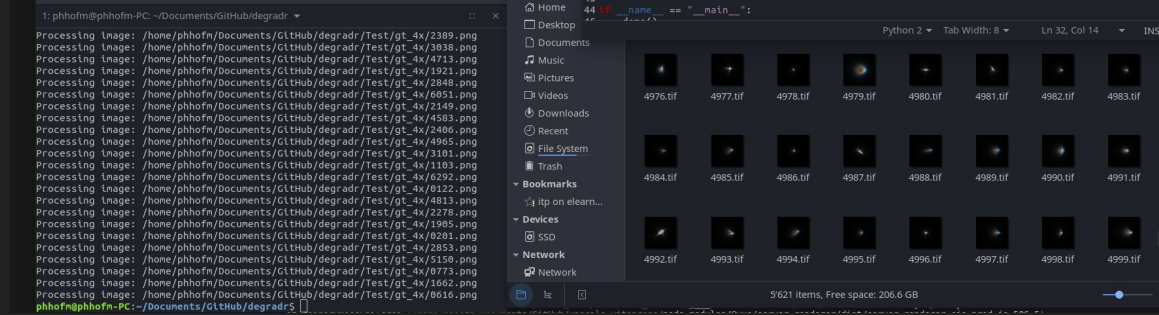 1: phhofm@phhofm-PC: ~/Documents/GitHub/degradr
Processing image: /home/phhofm/Documents/GitHub/degradr/Test/gt_4x/2389.png
Processing image: /home/phhofm/Documents/GitHub/degradr/Test/gt_4x/3038.png
Processing image: /home/phhofm/Documents/GitHub/degradr/Test/gt_4x/4713.png
Processing image: /home/phhofm/Documents/GitHub/degradr/Test/gt_4x/1921.png
Processing image: /home/phhofm/Documents/GitHub/degradr/Test/gt_4x/2848.png
Processing image: /home/phhofm/Documents/GitHub/degradr/Test/gt_4x/6051.png
Processing image: /home/phhofm/Documents/GitHub/degradr/Test/gt_4x/2149.png
Processing image: /home/phhofm/Documents/GitHub/degradr/Test/gt_4x/4583.png
Processing image: /home/phhofm/Documents/GitHub/degradr/Test/gt_4x/2406.png
Processing image: /home/phhofm/Documents/GitHub/degradr/Test/gt_4x/4965.png
Processing image: /home/phhofm/Documents/GitHub/degradr/Test/gt_4x/3101.png
Processing image: /home/phhofm/Documents/GitHub/degradr/Test/gt_4x/1103.png
Processing image: /home/phhofm/Documents/GitHub/degradr/Test/gt_4x/6292.png
Processing image: /home/phhofm/Documents/GitHub/degradr/Test/gt_4x/0122.png
Processing image: /home/phhofm/Documents/GitHub/degradr/Test/gt_4x/4813.png
Processing image: /home/phhofm/Documents/GitHub/degradr/Test/gt_4x/2278.png
Processing image: /home/phhofm/Documents/GitHub/degradr/Test/gt_4x/1905.png
Processing image: /home/phhofm/Documents/GitHub/degradr/Test/gt_4x/0201.png
Processing image: /home/phhofm/Documents/GitHub/degradr/Test/gt_4x/2853.png
Processing image: /home/phhofm/Documents/GitHub/degradr/Test/gt_4x/5150.png
Processing image: /home/phhofm/Documents/GitHub/degradr/Test/gt_4x/0773.png
Processing image: /home/phhofm/Documents/GitHub/degradr/Test/gt_4x/1662.png
Processing image: /home/phhofm/Documents/GitHub/degradr/Test/gt_4x/0616.png
phhofm@phhofm-PC:~/Documents/GitHub/degradr$
Home
Desktop
Documents
Music
Pictures
Videos
Downloads
Recent
File System
Trash
Bookmarks
itp on elearn...
Devices
SSD
Network
Network
44 if __name__ == "__main__":
Python 2 Tab Width: 8 Ln 32, Col 14 INS
4976.tif 4977.tif 4978.tif 4979.tif 4980.tif 4981.tif 4982.tif 4983.tif
4984.tif 4985.tif 4986.tif 4987.tif 4988.tif 4989.tif 4990.tif 4991.tif
4992.tif 4993.tif 4994.tif 4995.tif 4996.tif 4997.tif 4998.tif 4999.tif
5'621 items, Free space: 206.6 GB